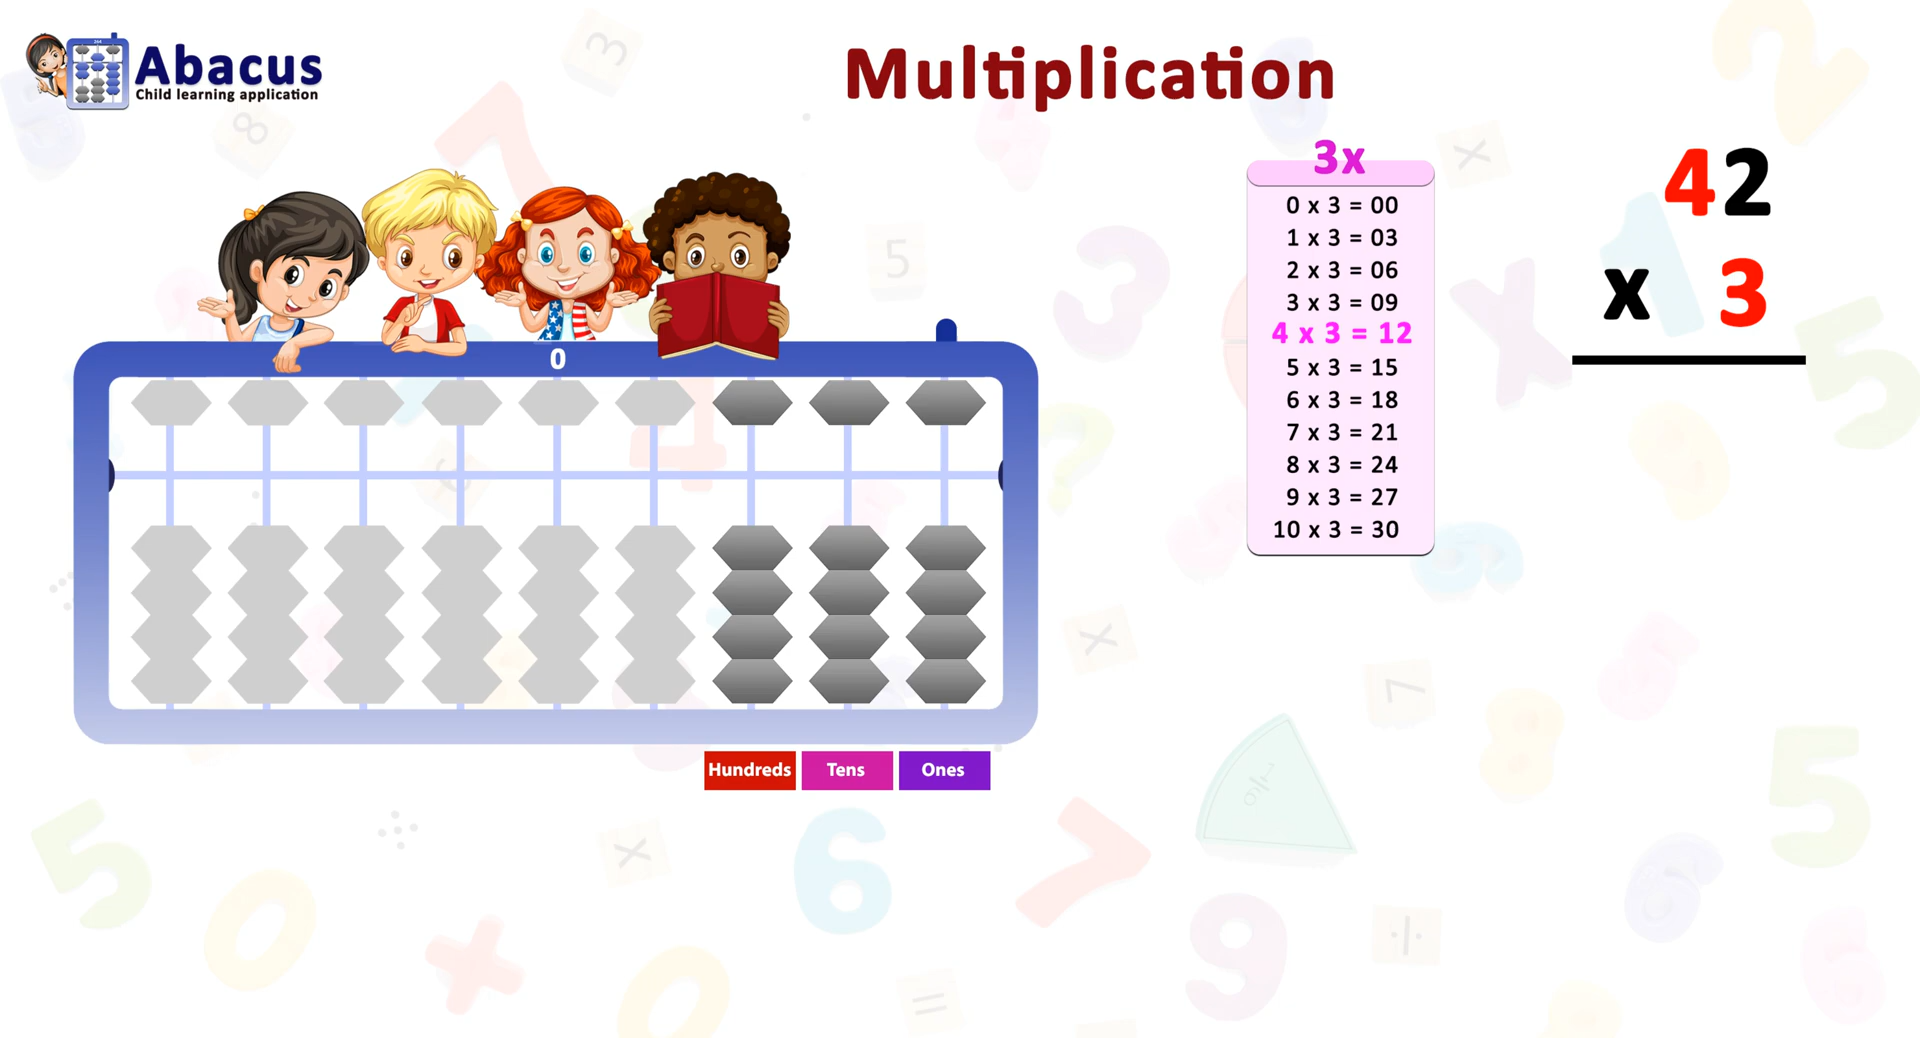 Abacus
Child learning application
Multiplication
0
Hundreds
Tens
Ones
3x
0 x 3 = 00
1 x 3 = 03
2 x 3 = 06
3 x 3 = 09
4 x 3 = 12
5 x 3 = 15
6 x 3 = 18
7 x 3 = 21
8 x 3 = 24
9 x 3 = 27
10 x 3 = 30
42
x 3